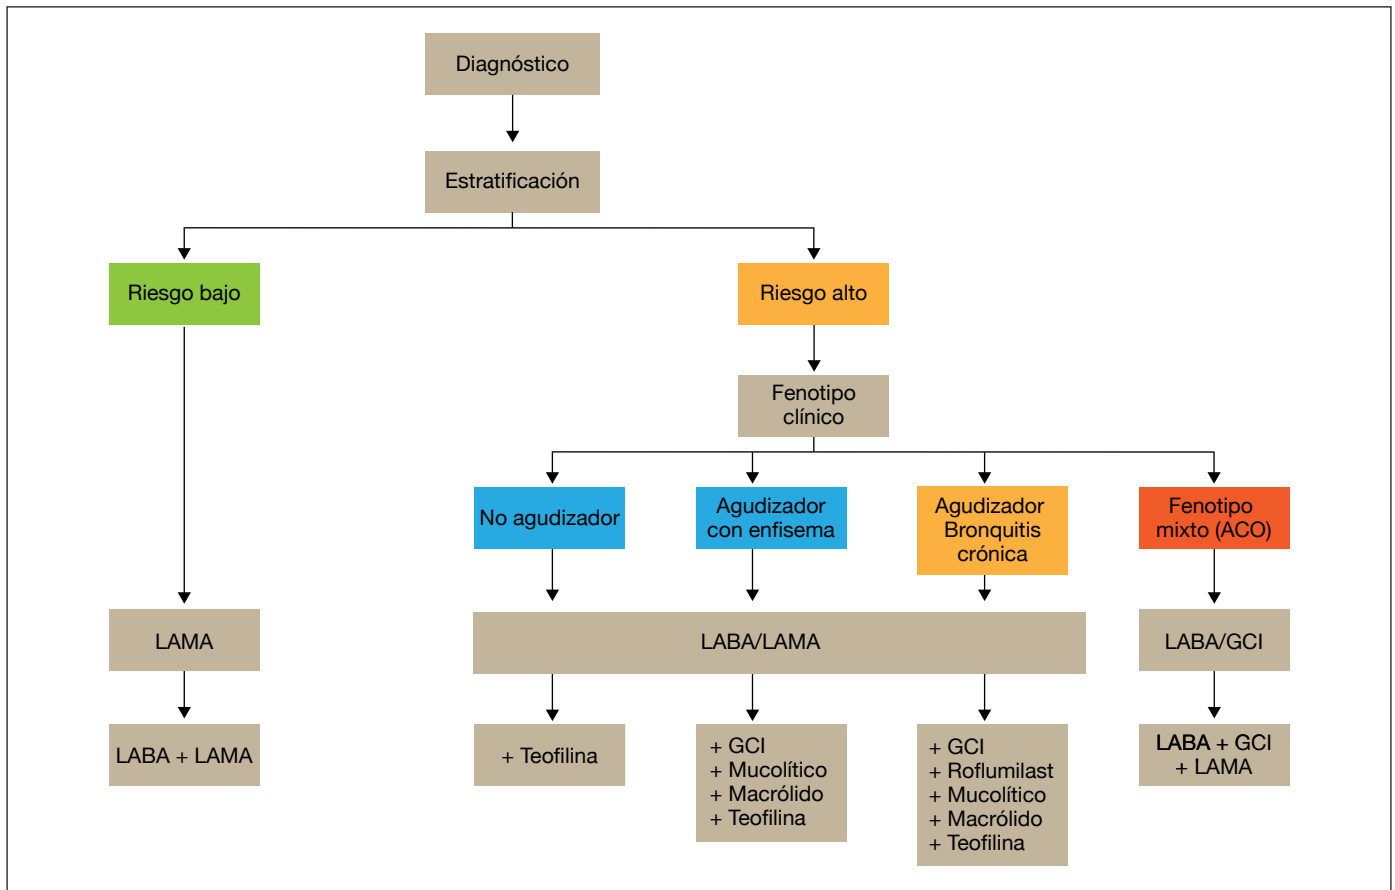 Diagnóstico
Estratificación
Riesgo bajo
Riesgo alto
Fenotipo
clínico
No agudizador
Agudizador
con enfisema
Agudizador
Bronquitis
crónica
Fenotipo
mixto (ACO)
LAMA
LABA/LAMA
LABA/GCI
LABA + LAMA
+ Teofilina
+ GCI
+ Mucolítico
+ Macrólido
+ Teofilina
+ GCI
+ Roflumilast
+ Mucolítico
+ Macrólido
+ Teofilina
LABA + GCI
+ LAMA